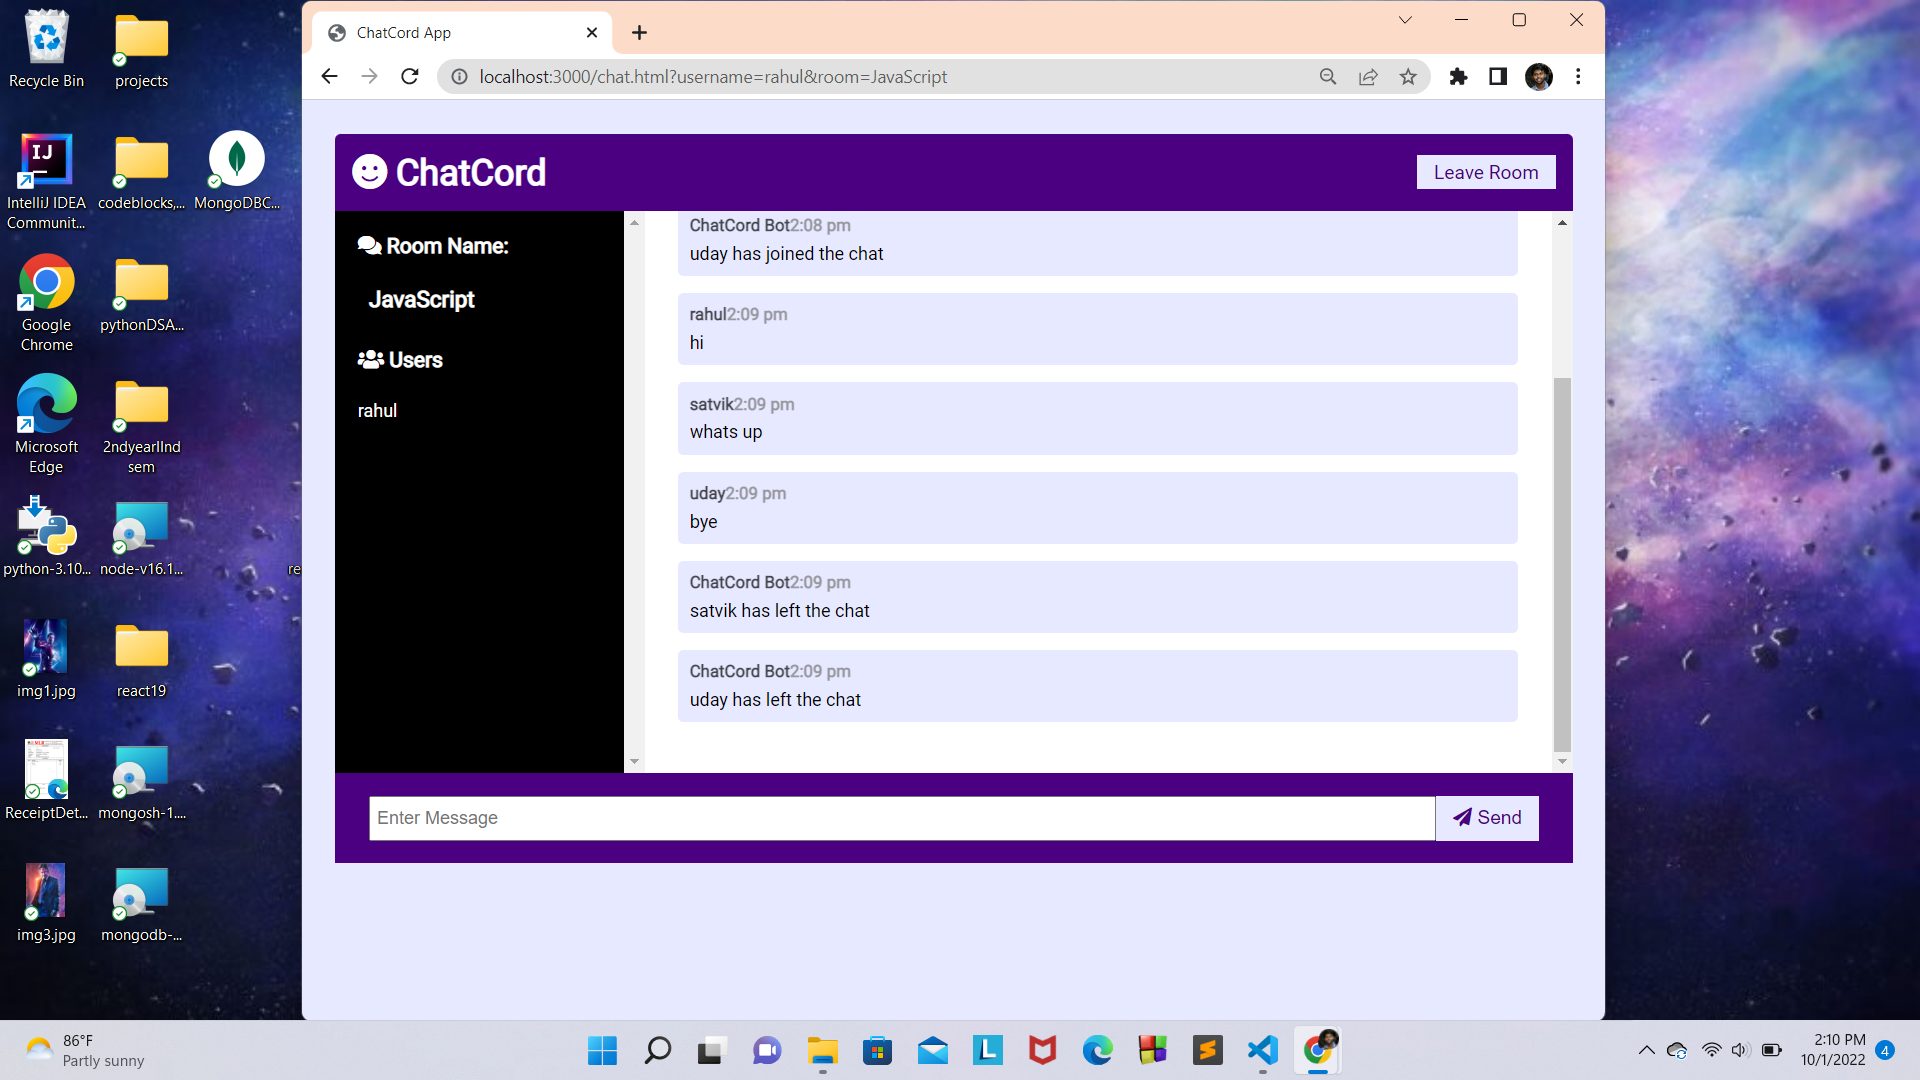 Recycle Bin
projects
IntelliJ IDEA
Communit...
codeblocks,...
MongoDBC...
Google
Chrome
pythonDSA...
Microsoft
Edge
2ndyearIInd
sem
python-3.10...
node-v16.1...
re
img1.jpg
react19
ReceiptDet...
mongosh-1....
img3.jpg
mongodb-...
ChatCord App
localhost:3000/chat.html?username=rahul&room=JavaScript
ChatCord
Leave Room
Room Name:
JavaScript
Users
rahul
ChatCord Bot2:08 pm
uday has joined the chat
rahul2:09 pm
hi
satvik2:09 pm
whats up
uday2:09 pm
bye
ChatCord Bot2:09 pm
satvik has left the chat
ChatCord Bot2:09 pm
uday has left the chat
Enter Message
Send
86°F
Partly sunny
2:10 PM
10/1/2022
4